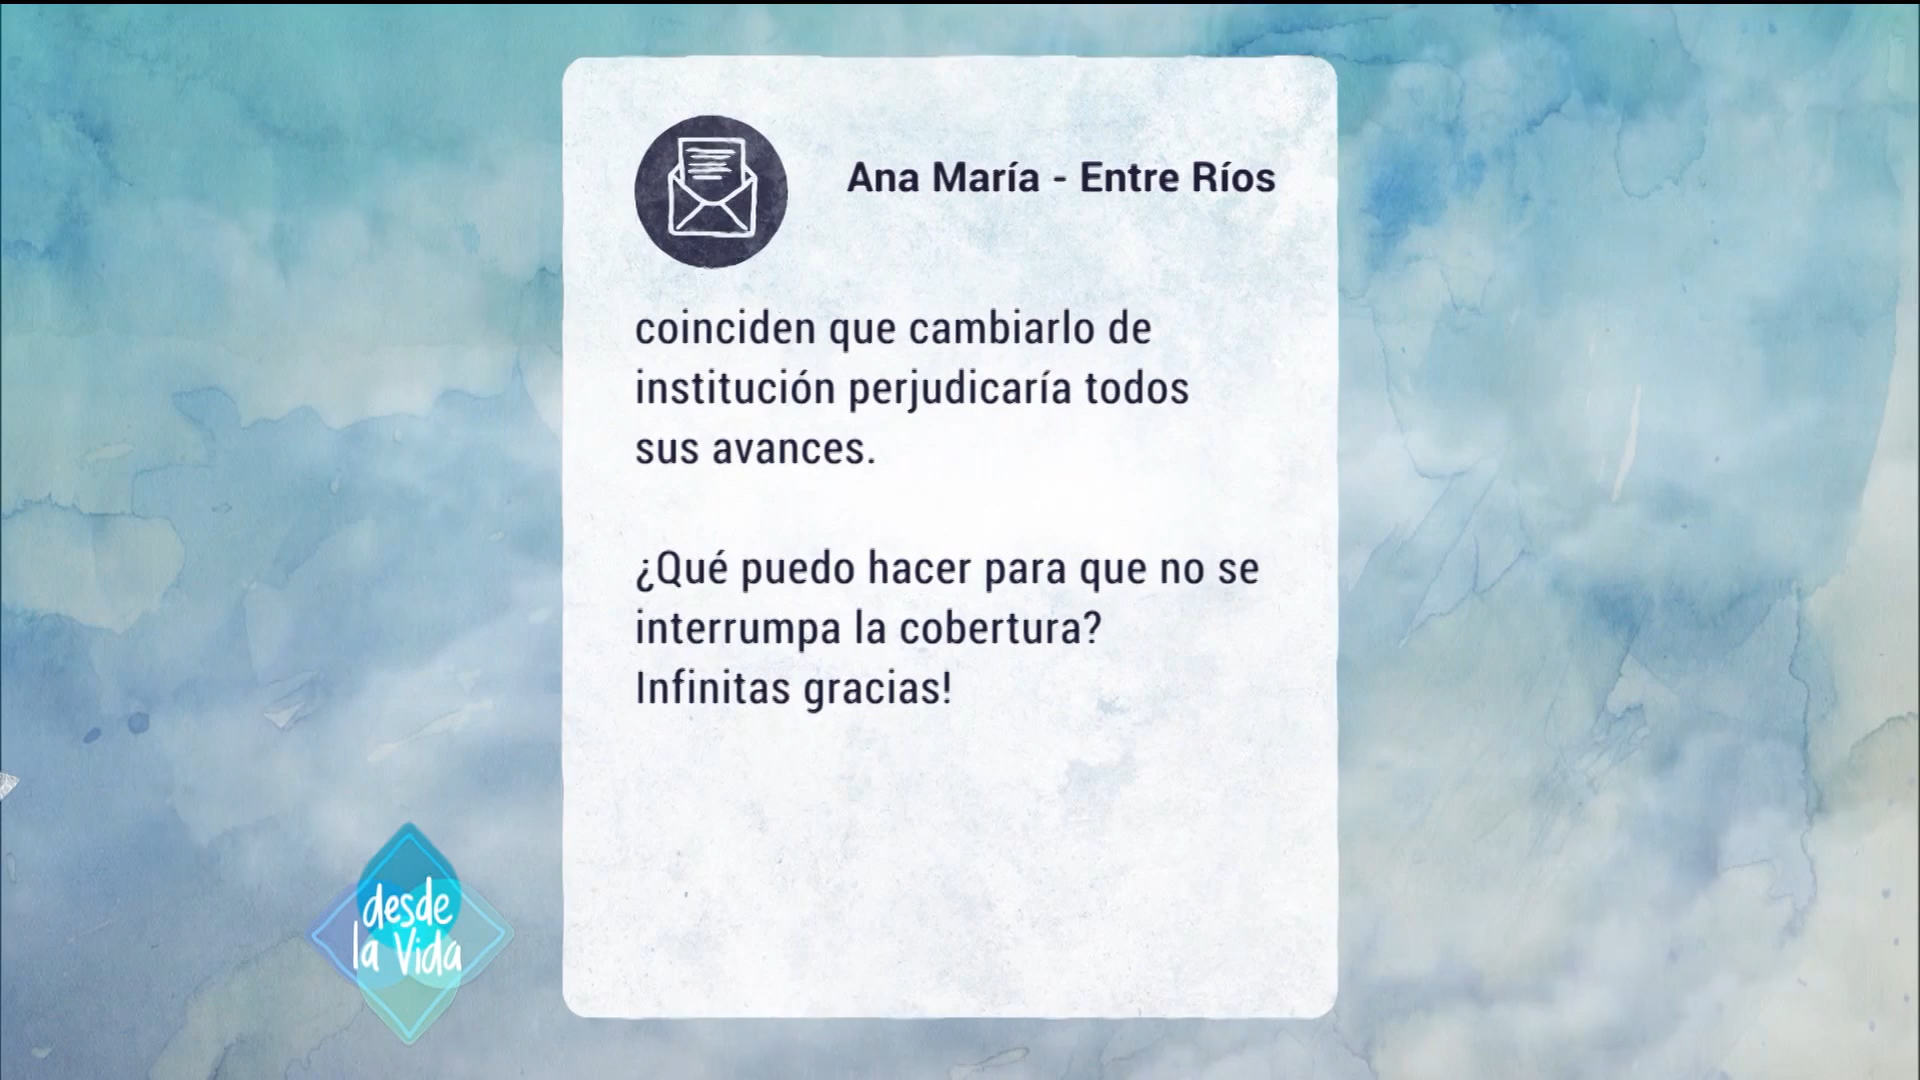 Ana María - Entre Ríos
coinciden que cambiarlo de
institución perjudicaría todos
sus avances.
¿Qué puedo hacer para que no se
interrumpa la cobertura?
Infinitas gracias!
desde
la Vida